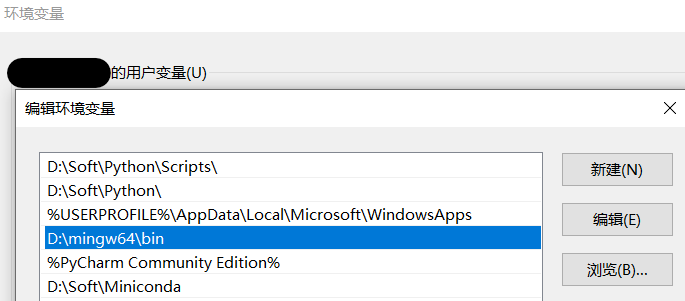 环境变量
的用户变量(U)
编辑环境变量
D:\Soft\Python\Scripts\
D:\Soft\Python\
%USERPROFILE%\AppData\Local\Microsoft\WindowsApps
D:\mingw64\bin
%PyCharm Community Edition%
D:\Soft\Miniconda
新建(N)
编辑(E)
浏览(B)...